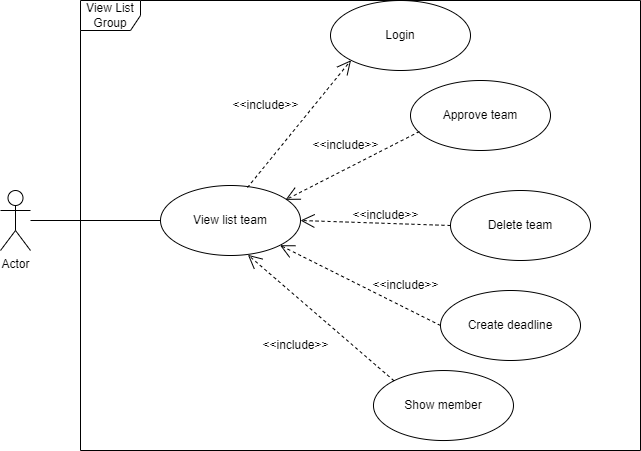 View List
Group
Login
<<include>>
Approve team
<<include>>
View list team
<<include>>
Delete team
Actor
<<include>>
Create deadline
<<include>>
Show member